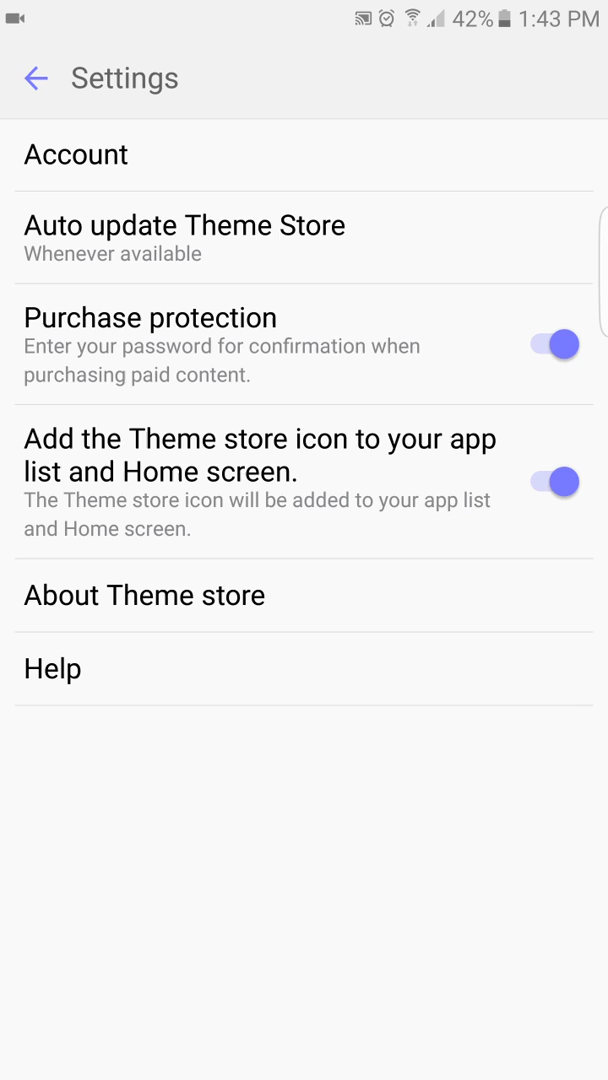 42% 1:43 PM
Settings
Account
Auto update Theme Store
Whenever available
Purchase protection
Enter your password for confirmation when
purchasing paid content.
Add the Theme store icon to your app
list and Home screen.
The Theme store icon will be added to your app list
and Home screen.
About Theme store
Help